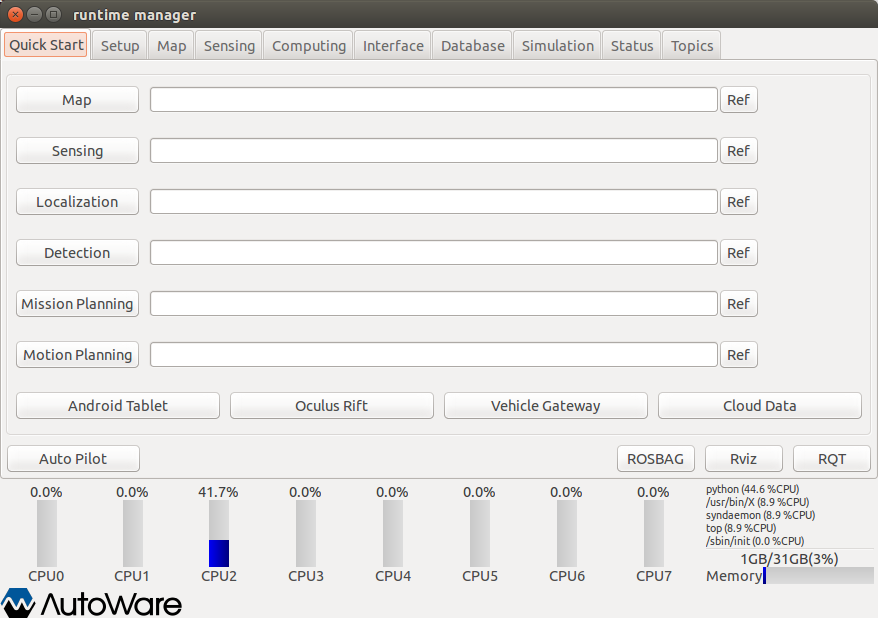 runtime manager
Quick Start Setup Map Sensing Computing Interface Database Simulation Status Topics
Map Ref
Sensing Ref
Localization Ref
Detection Ref
Mission Planning Ref
Motion Planning Ref
Android Tablet Oculus Rift Vehicle Gateway Cloud Data
Auto Pilot ROSBAG Rviz RQT
0.0% 0.0% 41.7% 0.0% 0.0% 0.0% 0.0% 0.0%
CPU0 CPU1 CPU2 CPU3 CPU4 CPU5 CPU6 CPU7
python (44.6 %CPU)
/usr/bin/X (8.9 %CPU)
syndaemon (8.9 %CPU)
top (8.9 %CPU)
/sbin/init (0.0 %CPU)
1GB/31GB(3%)
Memory
AutoWare